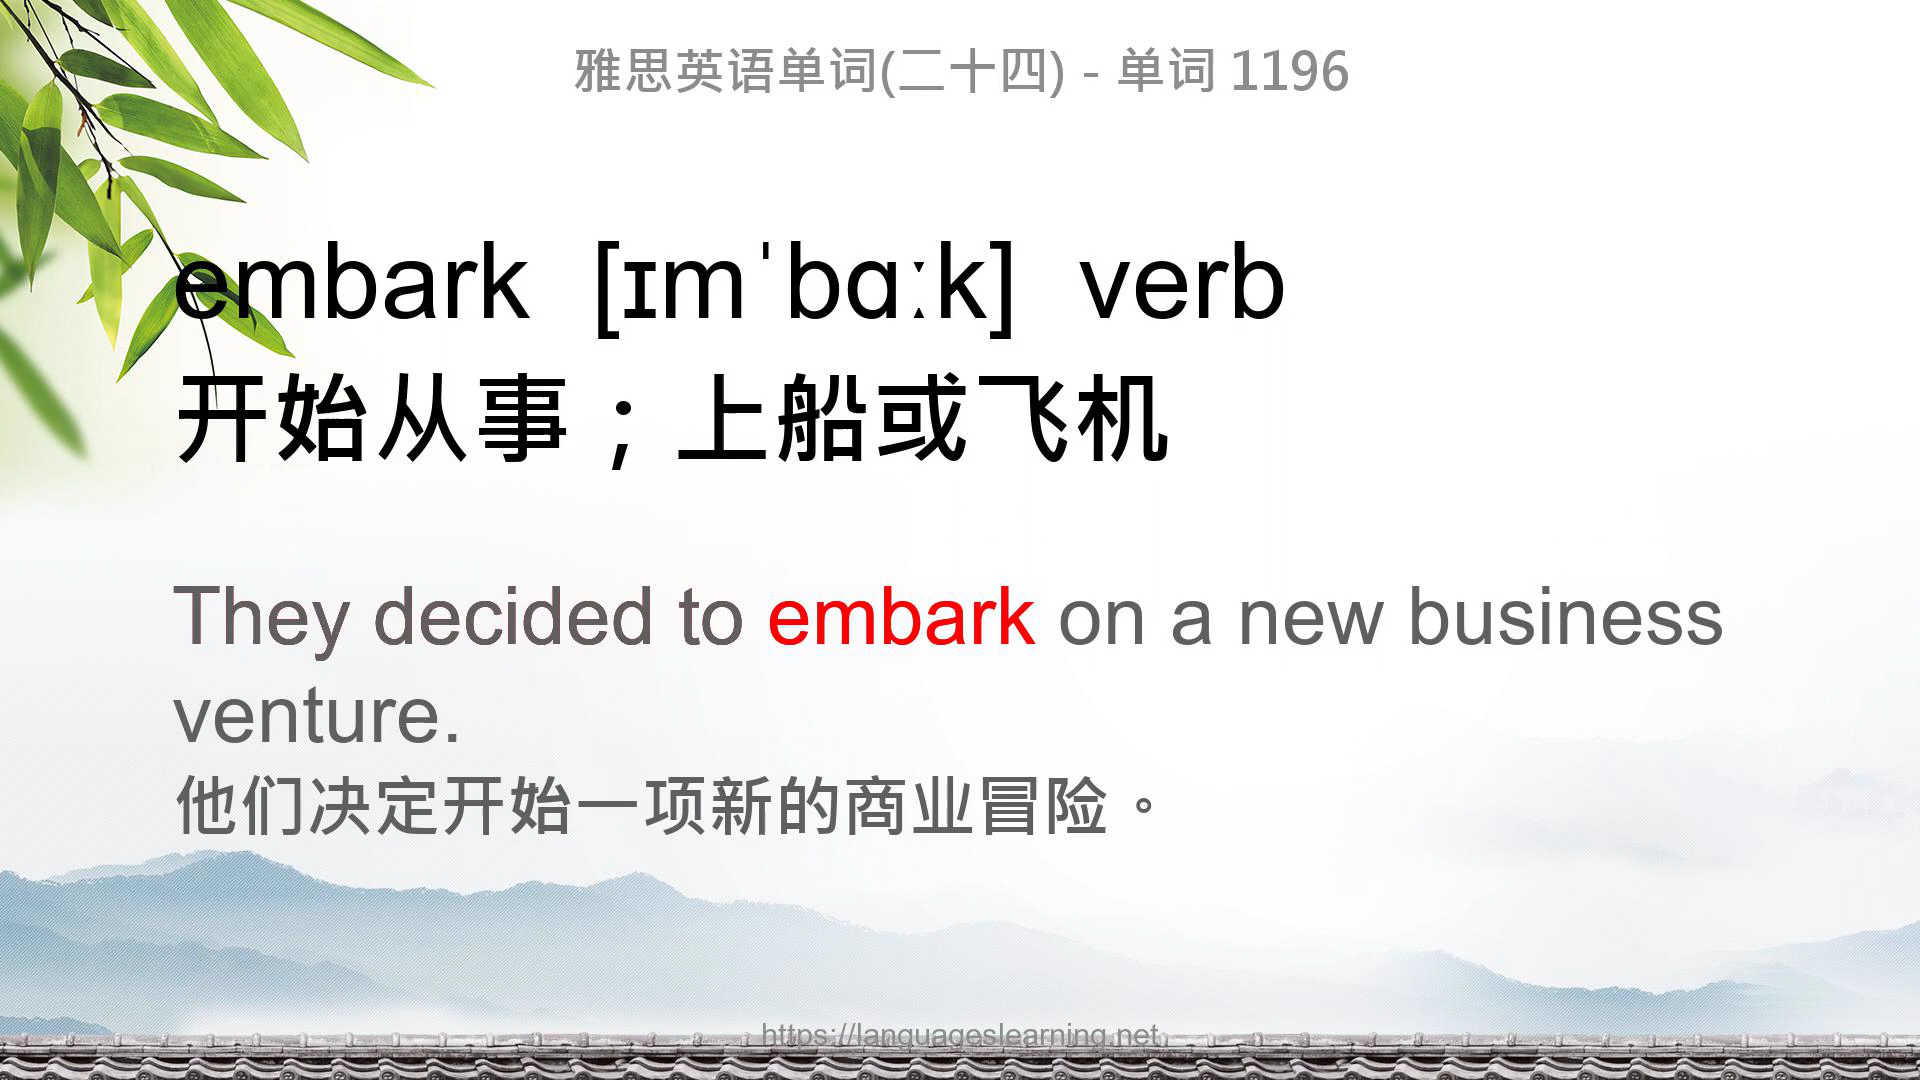 雅思英语单词(二十四) - 单词 1196
embark [ɪmˈbɑːk] verb
开始从事；上船或飞机
They decided to embark on a new business
venture.
他们决定开始一项新的商业冒险。
https://languageslearning.net